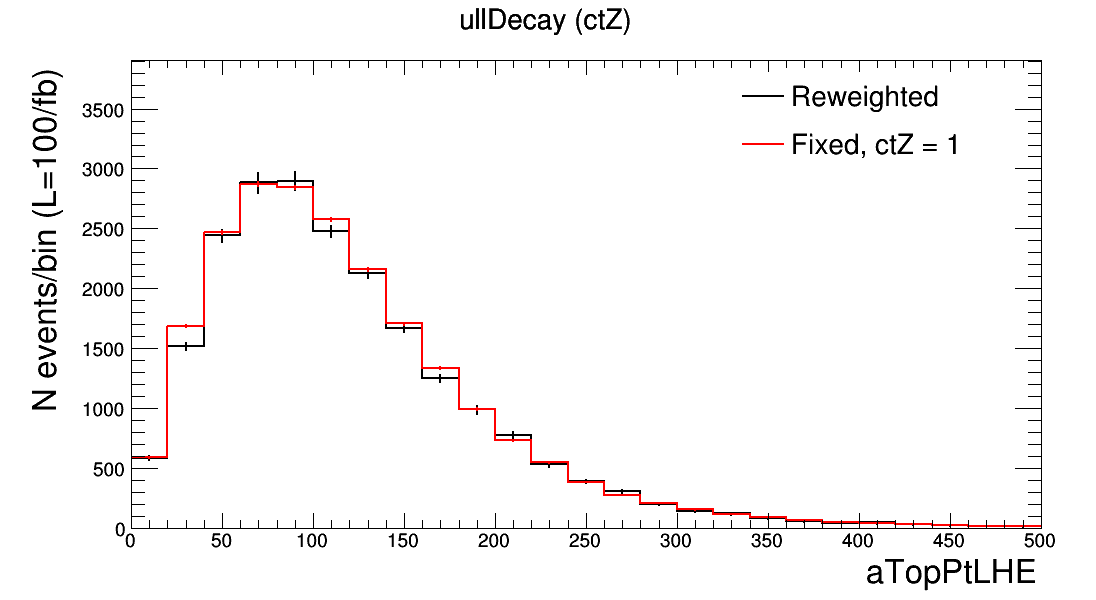 ullDecay (ctZ)
N events/bin (L=100/fb)
Reweighted
Fixed, ctZ = 1
3500
3000
2500
2000
1500
1000
500
0
0 50 100 150 200 250 300 350 400 450 500
aTopPtLHE